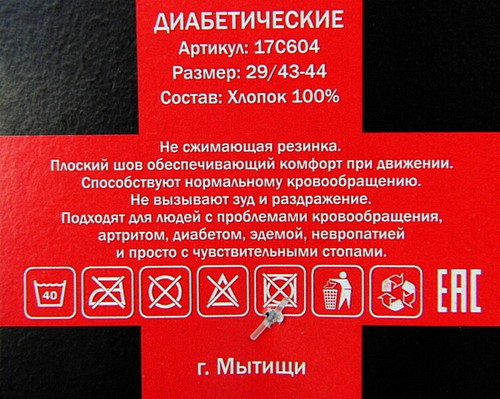 ДИАБЕТИЧЕСКИЕ
Артикул: 17С604
Размер: 29/43-44
Состав: Хлопок 100%
Не сжимающая резинка.
Плоский шов обеспечивающий комфорт при движении.
Способствуют нормальному кровообращению.
Не вызывают зуд и раздражение.
Подходят для людей с проблемами кровообращения,
артритом, диабетом, эдемой, невропатией
и просто с чувствительными стопами.
40
ЕАС
г. Мытищи